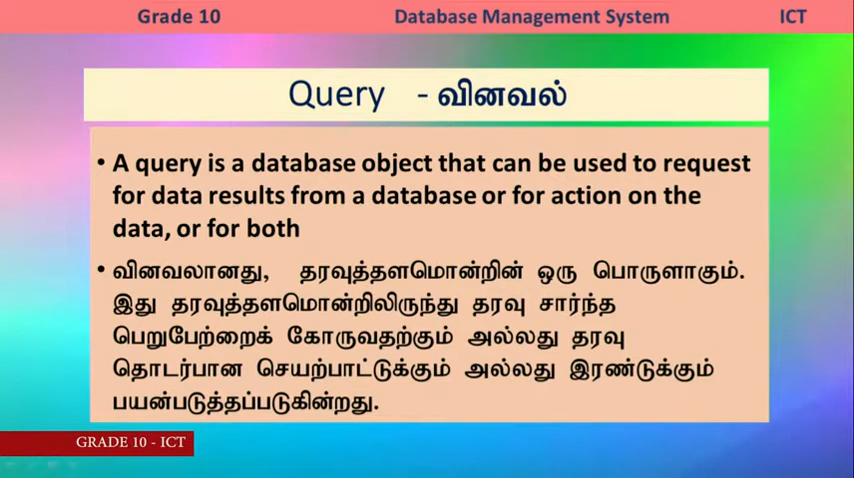 Grade 10 Database Management System ICT
Query - வினவல்
• A query is a database object that can be used to request
for data results from a database or for action on the
data, or for both
• வினவலானது, தரவுத்தளமொன்றின் ஒரு பொருளாகும்.
இது தரவுத்தளமொன்றிலிருந்து தரவு சார்ந்த
பெறுபேற்றைக் கோருவதற்கும் அல்லது தரவு
தொடர்பான செயற்பாட்டுக்கும் அல்லது இரண்டுக்கும்
பயன்படுத்தப்படுகின்றது.
GRADE 10 - ICT